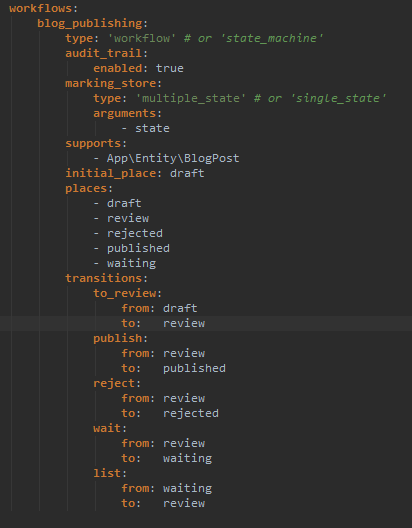 workflows:
    blog_publishing:
        type: 'workflow' # or 'state_machine'
        audit_trail:
            enabled: true
        marking_store:
            type: 'multiple_state' # or 'single_state'
            arguments:
                - state
        supports:
            - App\Entity\BlogPost
        initial_place: draft
        places:
            - draft
            - review
            - rejected
            - published
            - waiting
        transitions:
            to_review:
                from: draft
                to:   review
            publish:
                from: review
                to:   published
            reject:
                from: review
                to:   rejected
            wait:
                from: review
                to:   waiting
            list:
                from: waiting
                to:   review